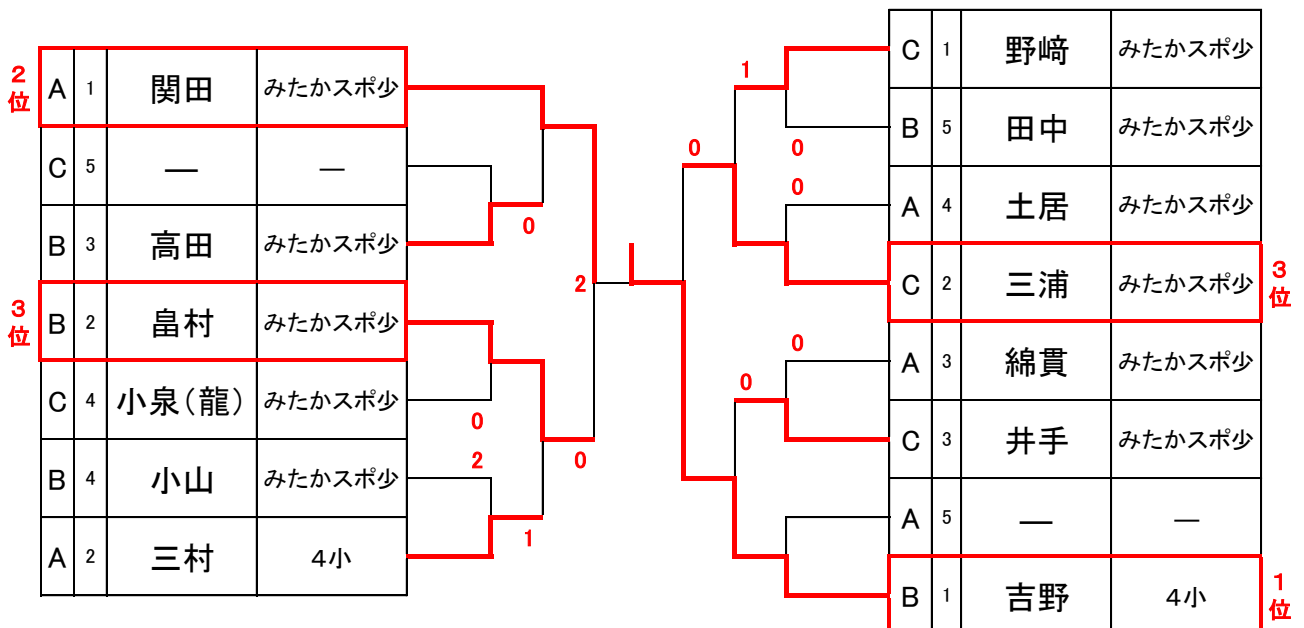 2位 A 1 関田 みたかスポ少
C 5 ― ―
B 3 高田 みたかスポ少
0
3位 B 2 畠村 みたかスポ少
C 4 小泉(龍) みたかスポ少
0
2
B 4 小山 みたかスポ少
A 2 三村 4小
1
0
2
C 1 野﨑 みたかスポ少
1
B 5 田中 みたかスポ少
0
0
0
A 4 土居 みたかスポ少
C 2 三浦 みたかスポ少 3位
0
A 3 綿貫 みたかスポ少
0
C 3 井手 みたかスポ少
A 5 ― ―
B 1 吉野 4小 1位